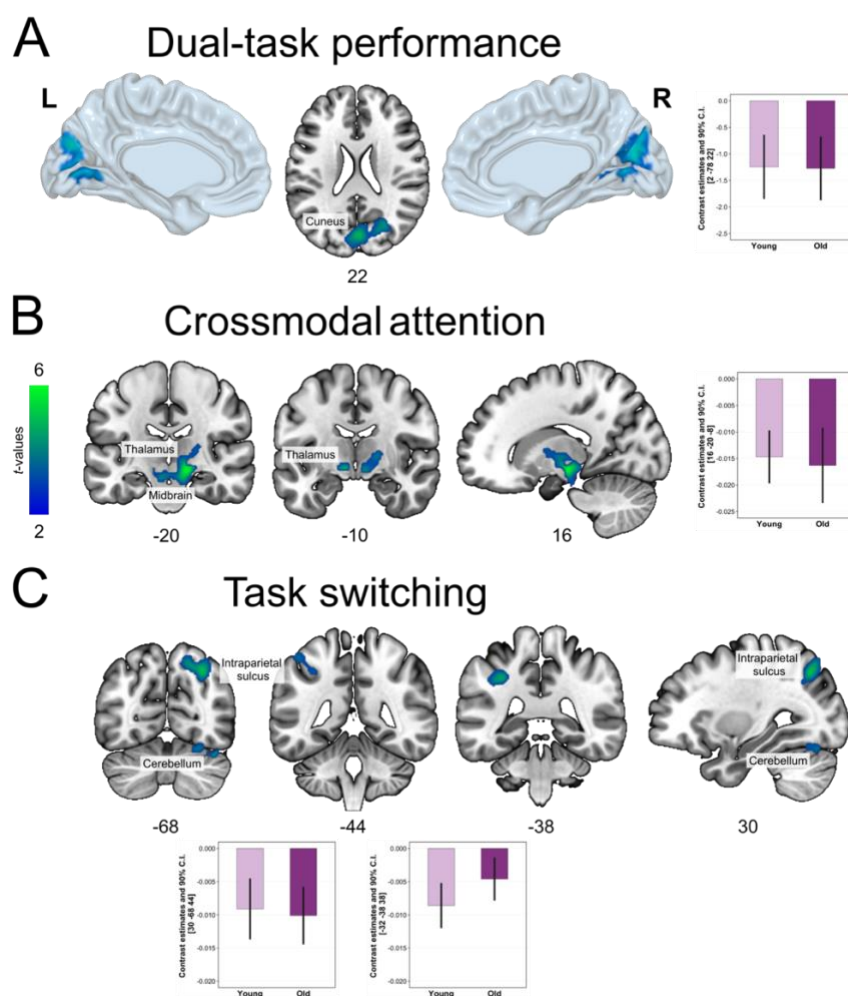 A
Dual-task performance
L
R
Cuneus
22
Contrast estimates and 90% C.I.
[2 -78 22]
0.0
-0.5
-1.0
-1.5
-2.0
-2.5
Young Old
B
Crossmodal attention
6
t-values
2
Thalamus
Midbrain
-20
Thalamus
-10
16
Contrast estimates and 90% C.I.
[16 -20 -8]
0.000
-0.005
-0.010
-0.015
-0.020
-0.025
Young Old
C
Task switching
Intraparietal
sulcus
Cerebellum
-68
-44
-38
Intraparietal
sulcus
Cerebellum
30
Contrast estimates and 90% C.I.
[30 -68 44]
0.000
-0.005
-0.010
-0.015
-0.020
Young Old
Contrast estimates and 90% C.I.
[-32 -38 38]
0.000
-0.005
-0.010
-0.015
-0.020
Young Old